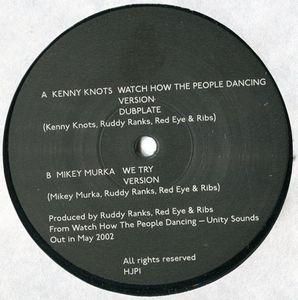 A KENNY KNOTS WATCH HOW THE PEOPLE DANCING
VERSION
DUBPLATE
(Kenny Knots, Ruddy Ranks, Red Eye & Ribs)
B MIKEY MURKA WE TRY
VERSION
(Mikey Murka, Ruddy Ranks, Red Eye & Ribs)
Produced by Ruddy Ranks, Red Eye & Ribs
From Watch How The People Dancing — Unity Sounds
Out in May 2002
All rights reserved
HJP1